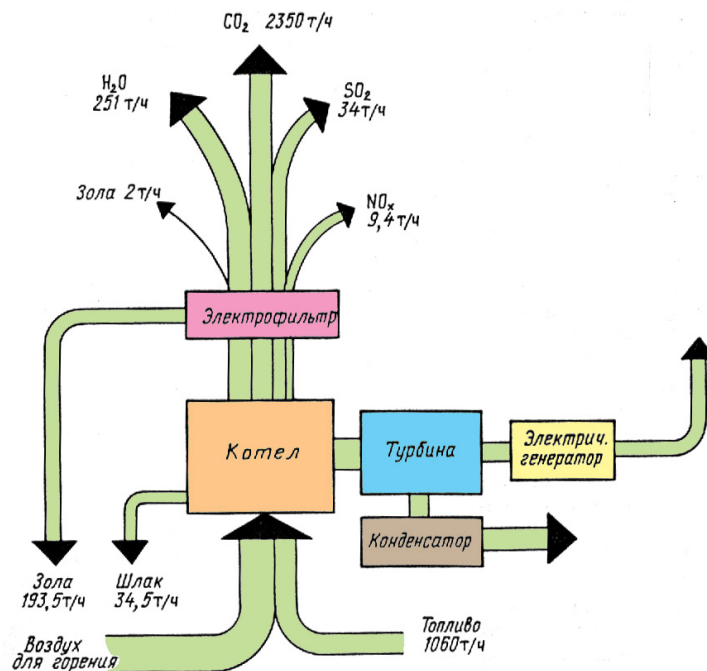 CO₂ 2350 т/ч
H₂O
251 т/ч
SO₂
34 т/ч
Зола 2 т/ч
NOₓ
9,4 т/ч
Электрофильтр
Котел
Турбина
Электрич.
генератор
Конденсатор
Зола
193,5 т/ч
Шлак
34,5 т/ч
Воздух
для горения
Топливо
1060 т/ч